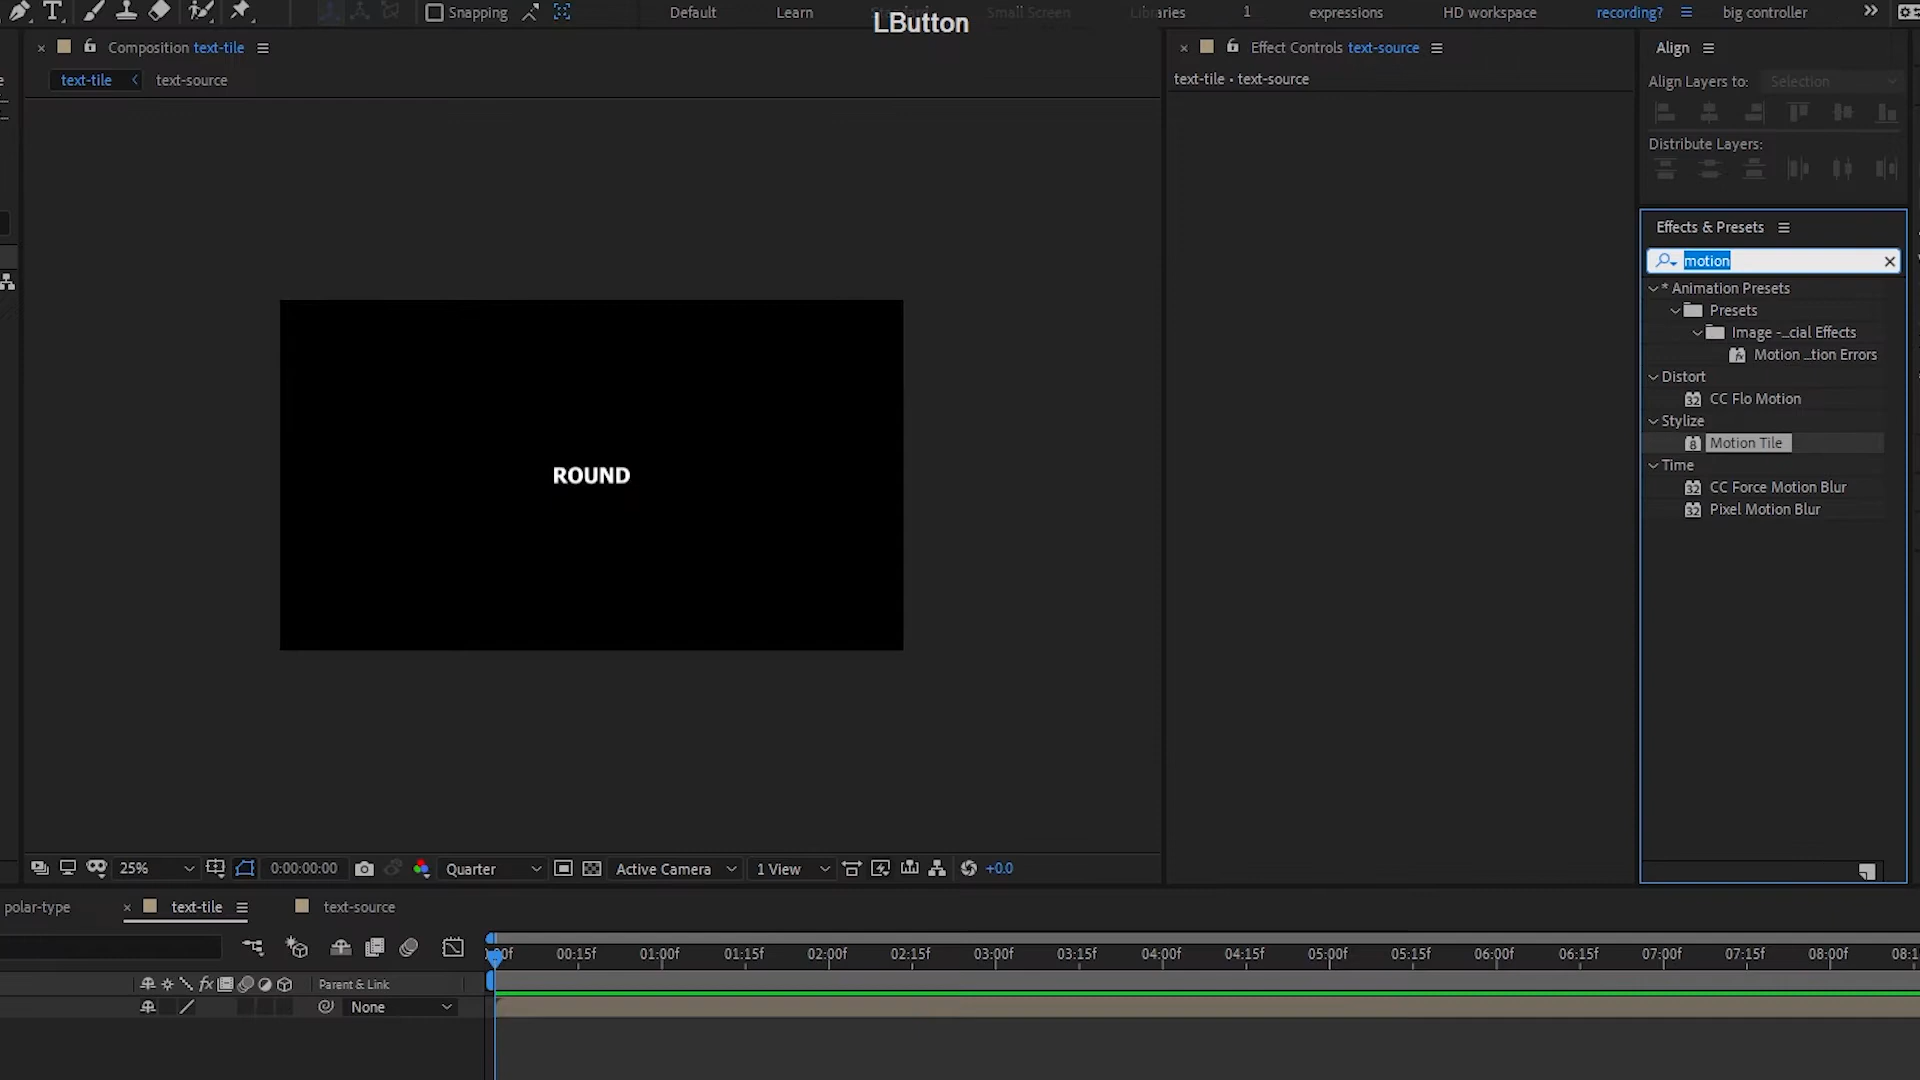 Snapping
Default
Learn
Small Screen
Libraries
1
expressions
HD workspace
recording?
big controller
LButton
Composition text-tile
text-tile
text-source
Effect Controls text-source
text-tile • text-source
Align
Align Layers to:
Selection
Distribute Layers:
Effects & Presets
motion
* Animation Presets
Presets
Image -...cial Effects
Motion ...tion Errors
Distort
CC Flo Motion
Stylize
Motion Tile
Time
CC Force Motion Blur
Pixel Motion Blur
ROUND
25%
0:00:00:00
Quarter
Active Camera
1 View
+0.0
polar-type
text-tile
text-source
00:15f
01:00f
01:15f
02:00f
02:15f
03:00f
03:15f
04:00f
04:15f
05:00f
05:15f
06:00f
06:15f
07:00f
07:15f
08:00f
Parent & Link
None